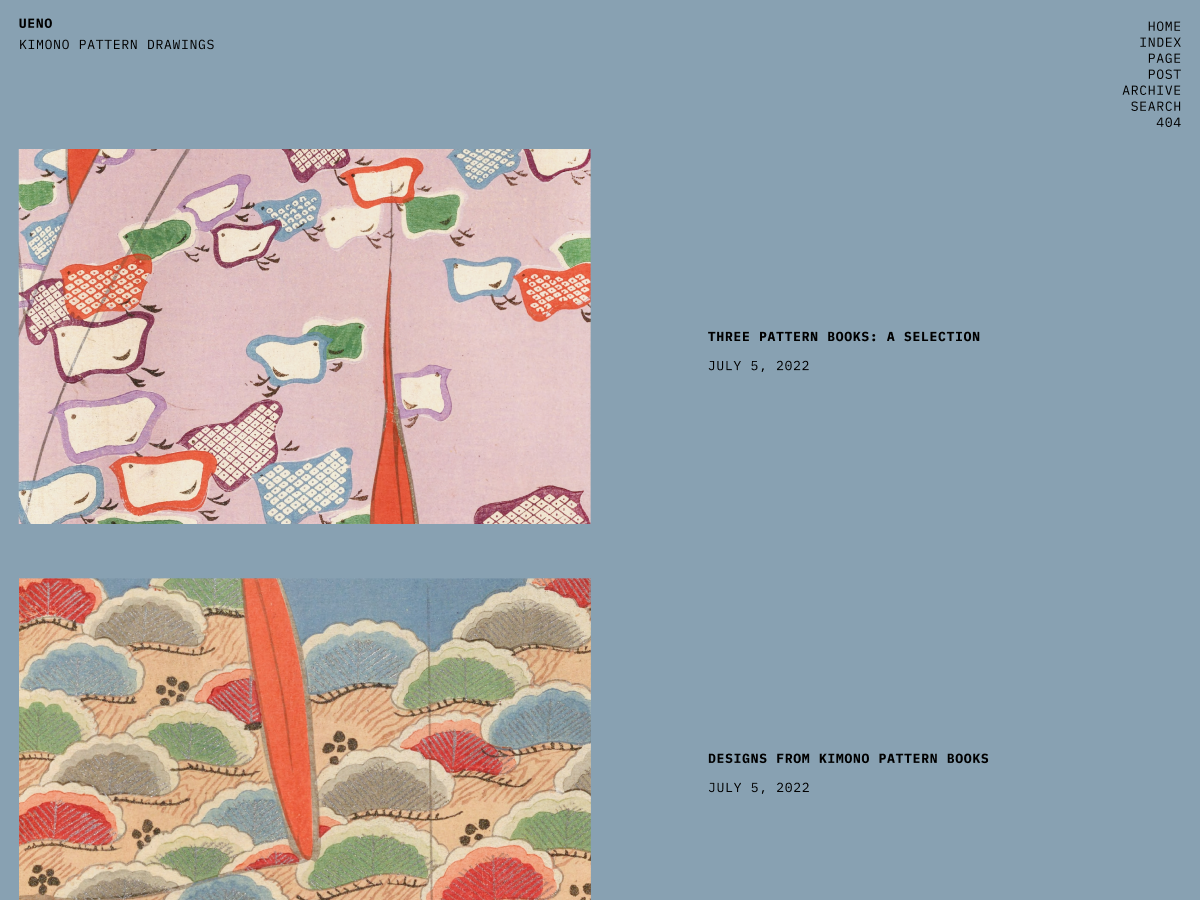 UENO
KIMONO PATTERN DRAWINGS
HOME
INDEX
PAGE
POST
ARCHIVE
SEARCH
404
THREE PATTERN BOOKS: A SELECTION
JULY 5, 2022
DESIGNS FROM KIMONO PATTERN BOOKS
JULY 5, 2022